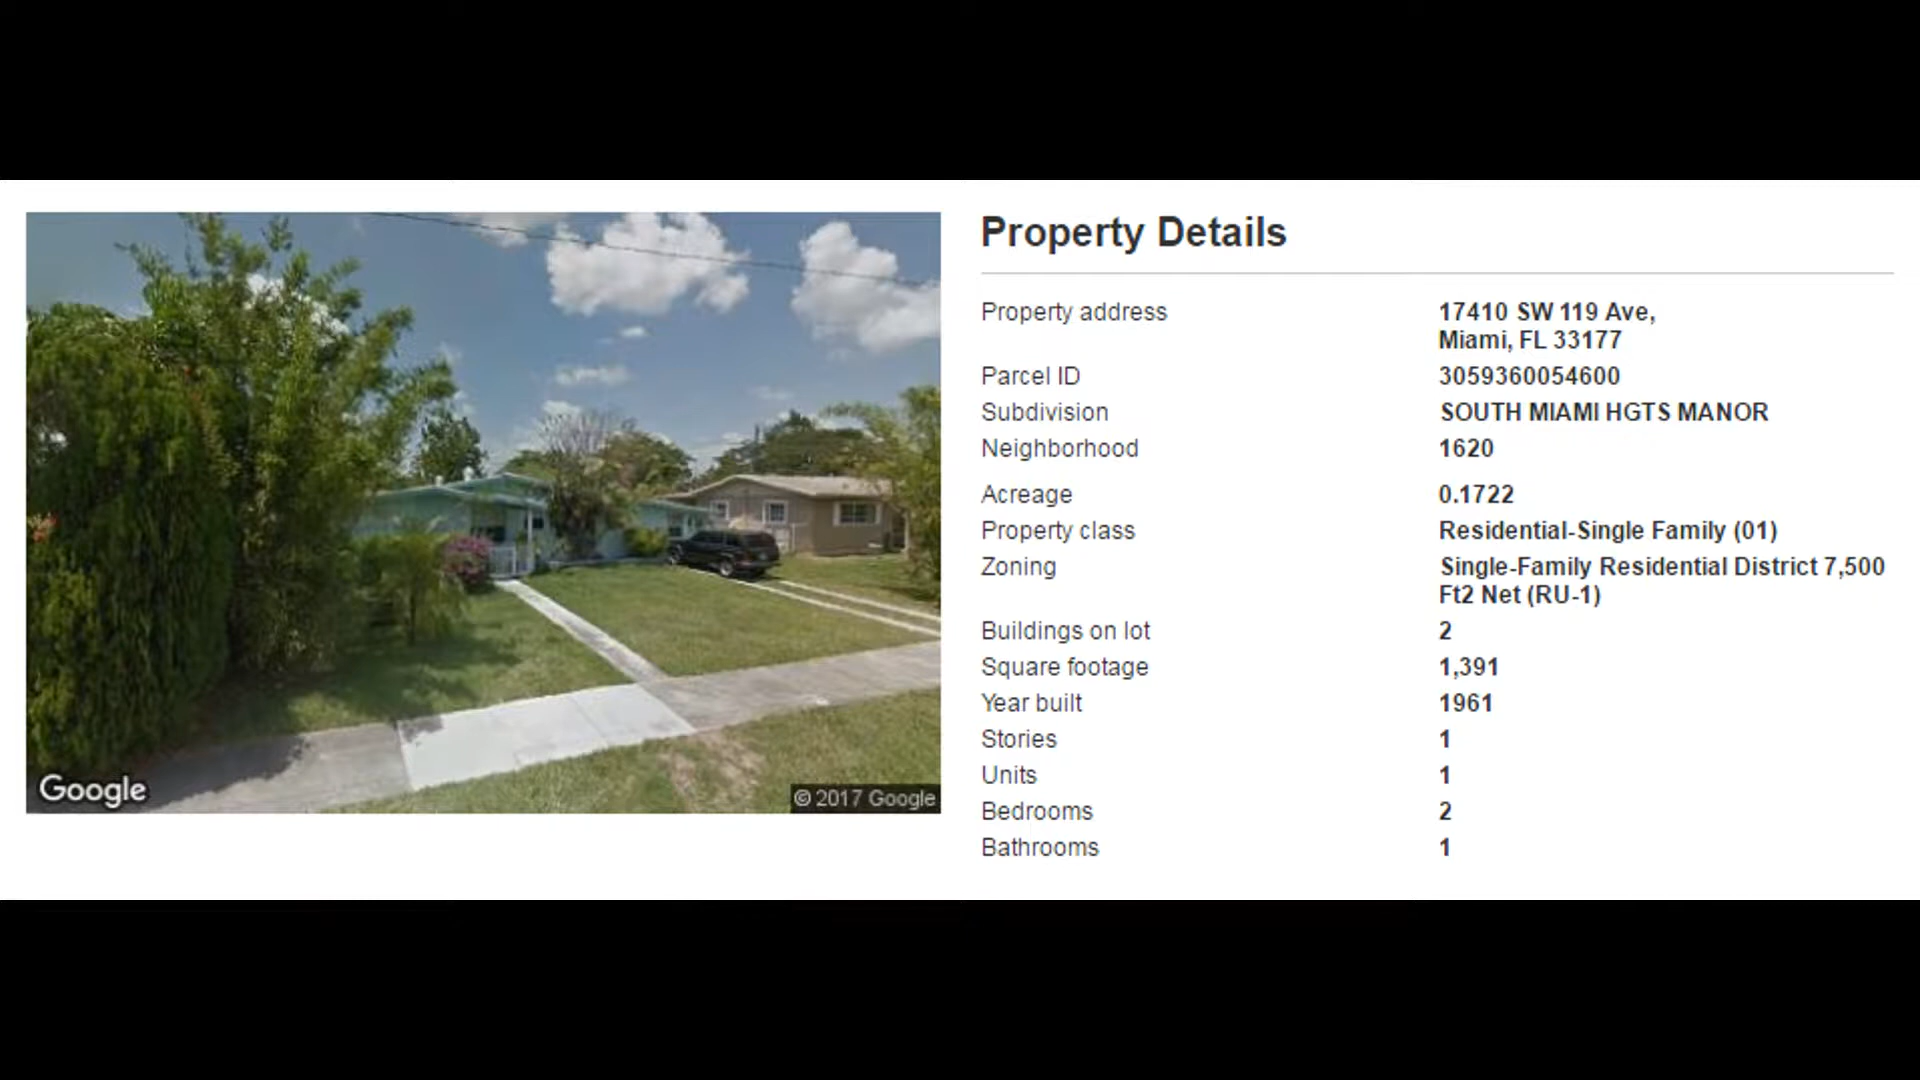 Property Details
Property address 17410 SW 119 Ave,
Miami, FL 33177
Parcel ID 3059360054600
Subdivision SOUTH MIAMI HGTS MANOR
Neighborhood 1620
Acreage 0.1722
Property class Residential-Single Family (01)
Zoning Single-Family Residential District 7,500
Ft2 Net (RU-1)
Buildings on lot 2
Square footage 1,391
Year built 1961
Stories 1
Units 1
Bedrooms 2
Bathrooms 1
Google
© 2017 Google